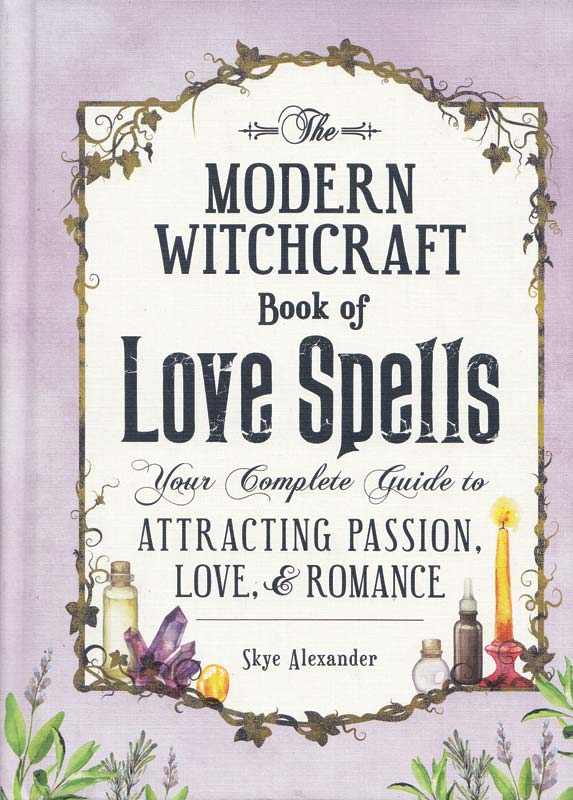 The
MODERN
WITCHCRAFT
Book of
Love Spells
Your Complete Guide to
ATTRACTING PASSION,
LOVE, & ROMANCE
Skye Alexander